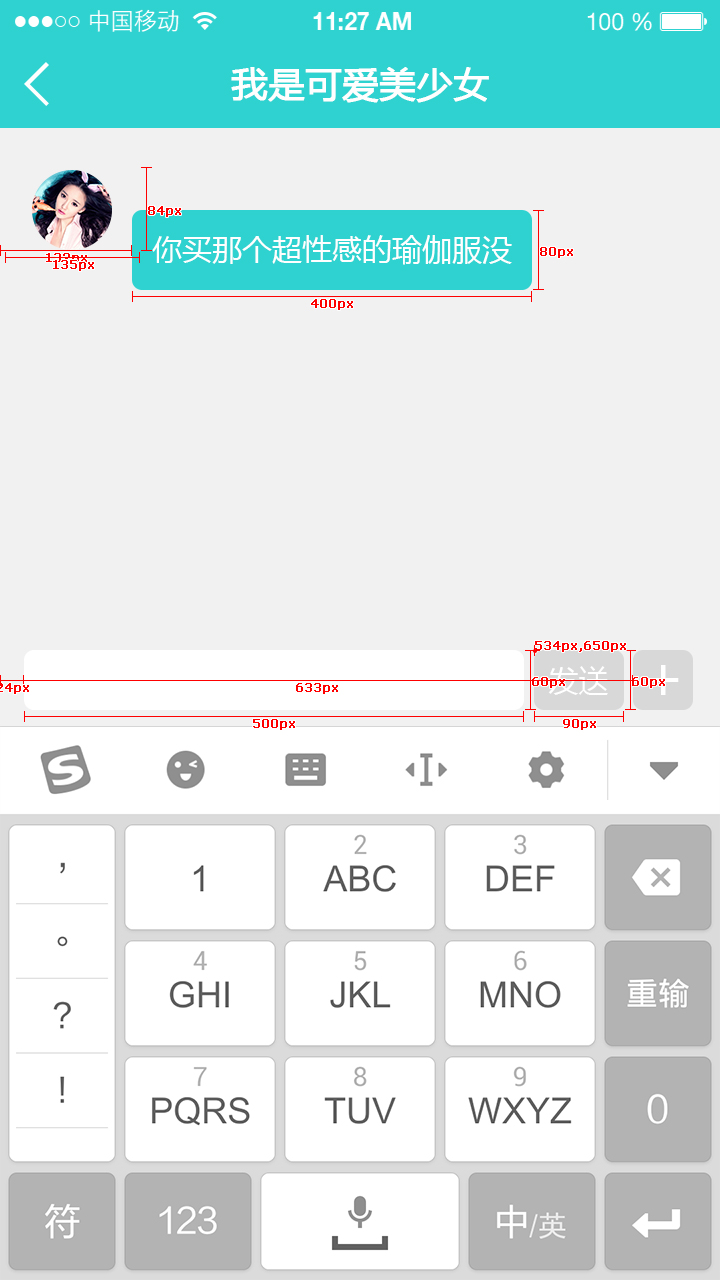 中国移动 11:27 AM 100 %
我是可爱美少女
84px
你买那个超性感的瑜伽服没
80px
132px
135px
400px
534px,650px
发送
60px
60px
24px
633px
500px
90px
S
,
1
2
ABC
3
DEF
。
4
GHI
5
JKL
6
MNO
重输
?
!
7
PQRS
8
TUV
9
WXYZ
0
符
123
中/英